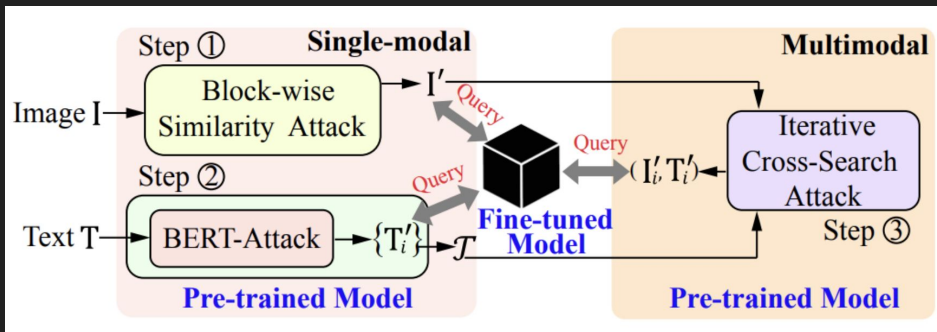 Step ①
Single-modal
Multimodal
Image I
Block-wise
Similarity Attack
I′
Query
Query
Query
(I′ᵢ, T′ᵢ)
Iterative
Cross-Search
Attack
Step ②
Step ③
Text T
BERT-Attack
{T′ᵢ}
𝒯
Fine-tuned
Model
Pre-trained Model
Pre-trained Model